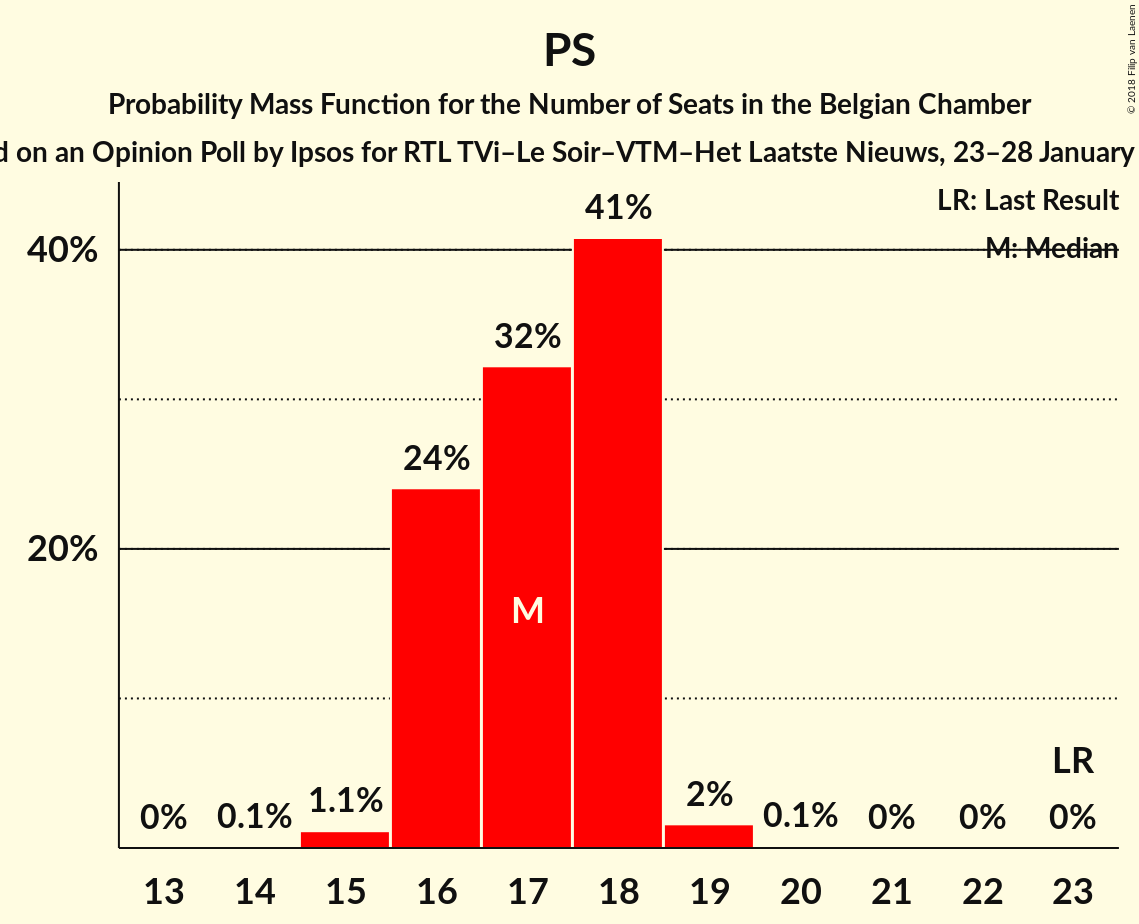 PS
Probability Mass Function for the Number of Seats in the Belgian Chamber
on an Opinion Poll by Ipsos for RTL TVi–Le Soir–VTM–Het Laatste Nieuws, 23–28 January
© 2018 Filip van Laenen
LR: Last Result
M: Median
40%
20%
0%
0.1%
1.1%
24%
32%
41%
2%
0.1%
0%
0%
0%
M
LR
13 14 15 16 17 18 19 20 21 22 23